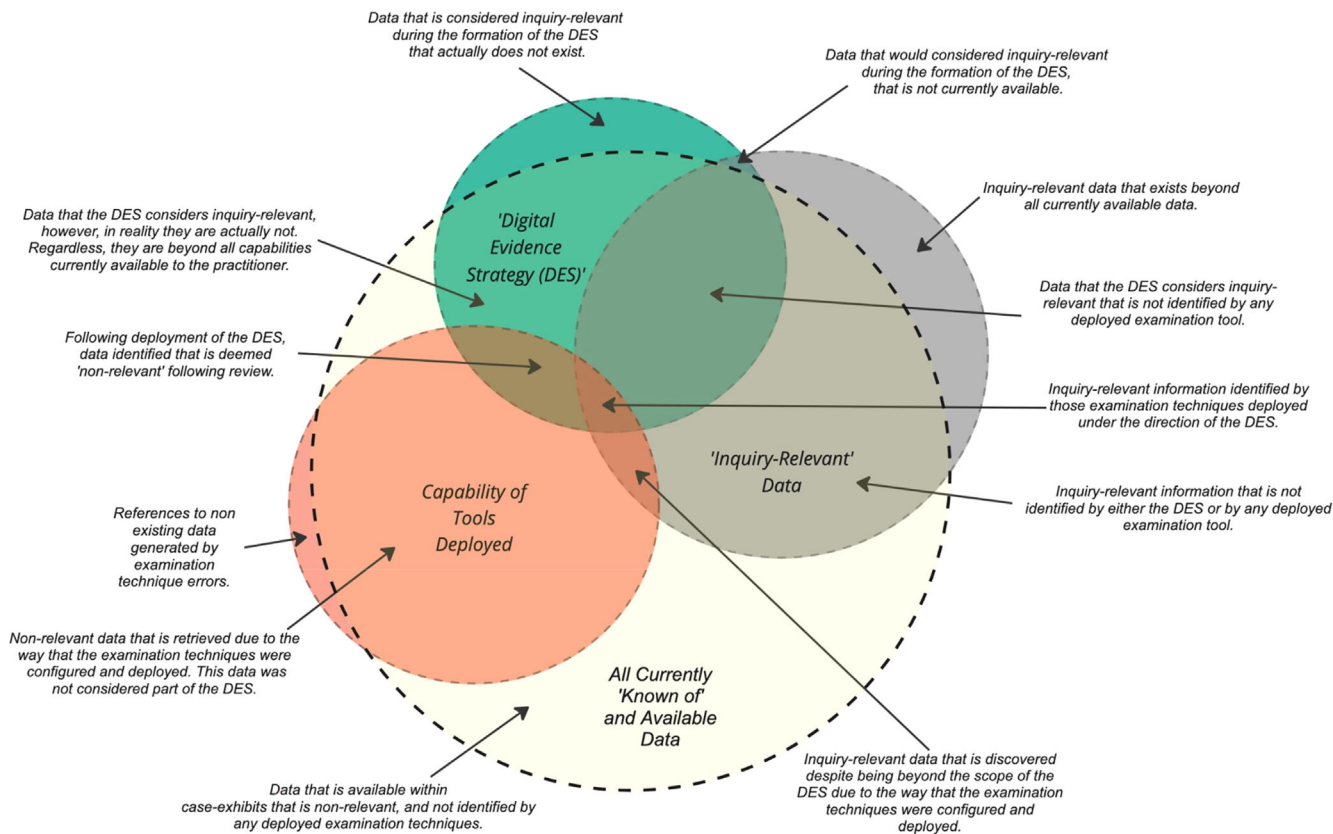 Data that is considered inquiry-relevant
during the formation of the DES
that actually does not exist.
Data that would considered inquiry-relevant
during the formation of the DES,
that is not currently available.
Inquiry-relevant data that exists beyond
all currently available data.
Data that the DES considers inquiry-relevant,
however, in reality they are actually not.
Regardless, they are beyond all capabilities
currently available to the practitioner.
'Digital
Evidence
Strategy (DES)'
Data that the DES considers inquiry-
relevant that is not identified by any
deployed examination tool.
Following deployment of the DES,
data identified that is deemed
'non-relevant' following review.
Inquiry-relevant information identified by
those examination techniques deployed
under the direction of the DES.
'Inquiry-Relevant'
Data
Capability of
Tools
Deployed
Inquiry-relevant information that is not
identified by either the DES or by any deployed
examination tool.
References to non
existing data
generated by
examination
technique errors.
Non-relevant data that is retrieved due to the
way that the examination techniques were
configured and deployed. This data was
not considered part of the DES.
All Currently
'Known of'
and Available
Data
Data that is available within
case-exhibits that is non-relevant, and not identified by
any deployed examination techniques.
Inquiry-relevant data that is discovered
despite being beyond the scope of the
DES due to the way that the examination
techniques were configured and
deployed.